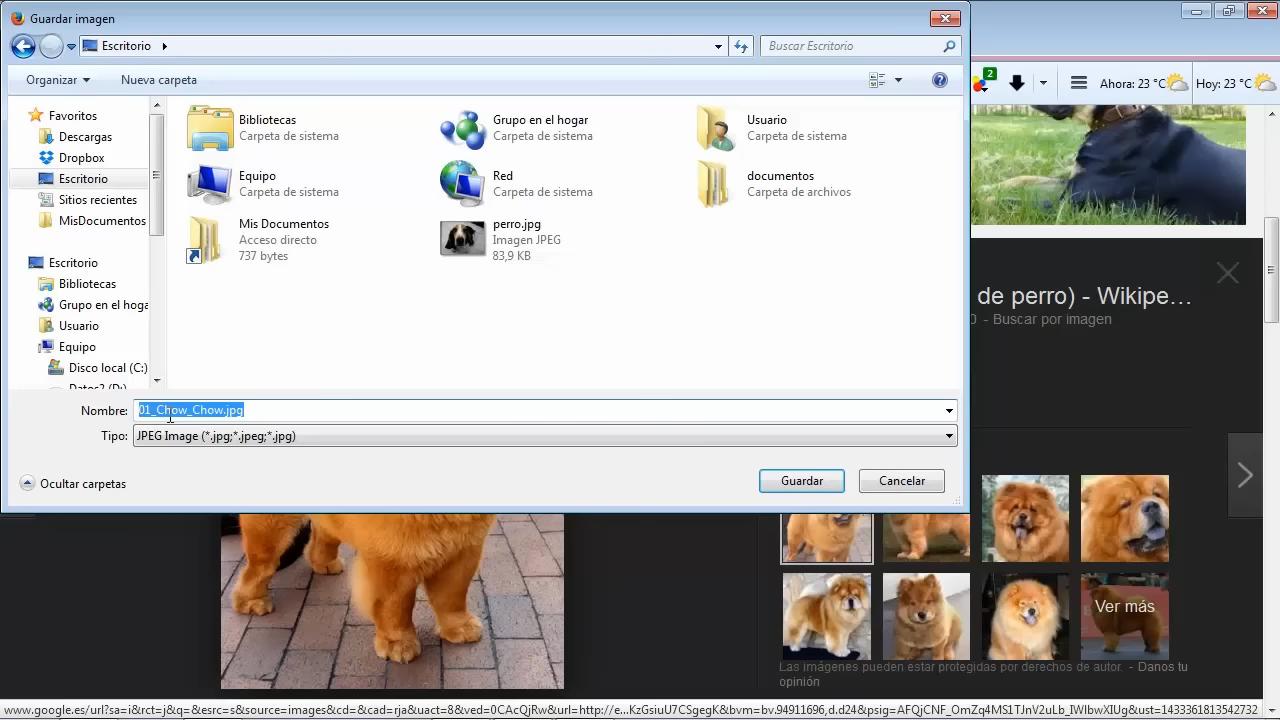 Guardar imagen
Escritorio
Buscar Escritorio
Organizar
Nueva carpeta
2
Ahora: 23 °C
Hoy: 23 °C
Favoritos
Descargas
Dropbox
Escritorio
Sitios recientes
MisDocumentos
Escritorio
Bibliotecas
Grupo en el hoga
Usuario
Equipo
Disco local (C:)
Datos2 (D:)
Bibliotecas
Carpeta de sistema
Grupo en el hogar
Carpeta de sistema
Usuario
Carpeta de sistema
Equipo
Carpeta de sistema
Red
Carpeta de sistema
documentos
Carpeta de archivos
Mis Documentos
Acceso directo
737 bytes
perro.jpg
Imagen JPEG
83,9 KB
de perro) - Wikipe...
- Buscar por imagen
Nombre: 01_Chow_Chow.jpg
Tipo: JPEG Image (*.jpg;*.jpeg;*.jpg)
Ocultar carpetas
Guardar
Cancelar
Ver más
Las imágenes pueden estar protegidas por derechos de autor. - Danos tu
opinión
www.google.es/url?sa=i&rct=j&q=&esrc=s&source=images&cd=&cad=rja&uact=8&ved=0CAcQjRw&url=http://e...KzGsiuU7CSgegK&bvm=bv.94911696,d.d24&psig=AFQjCNF_OmZq4MS1TJnV2uLb_IWlbwXIUg&ust=1433361813542732